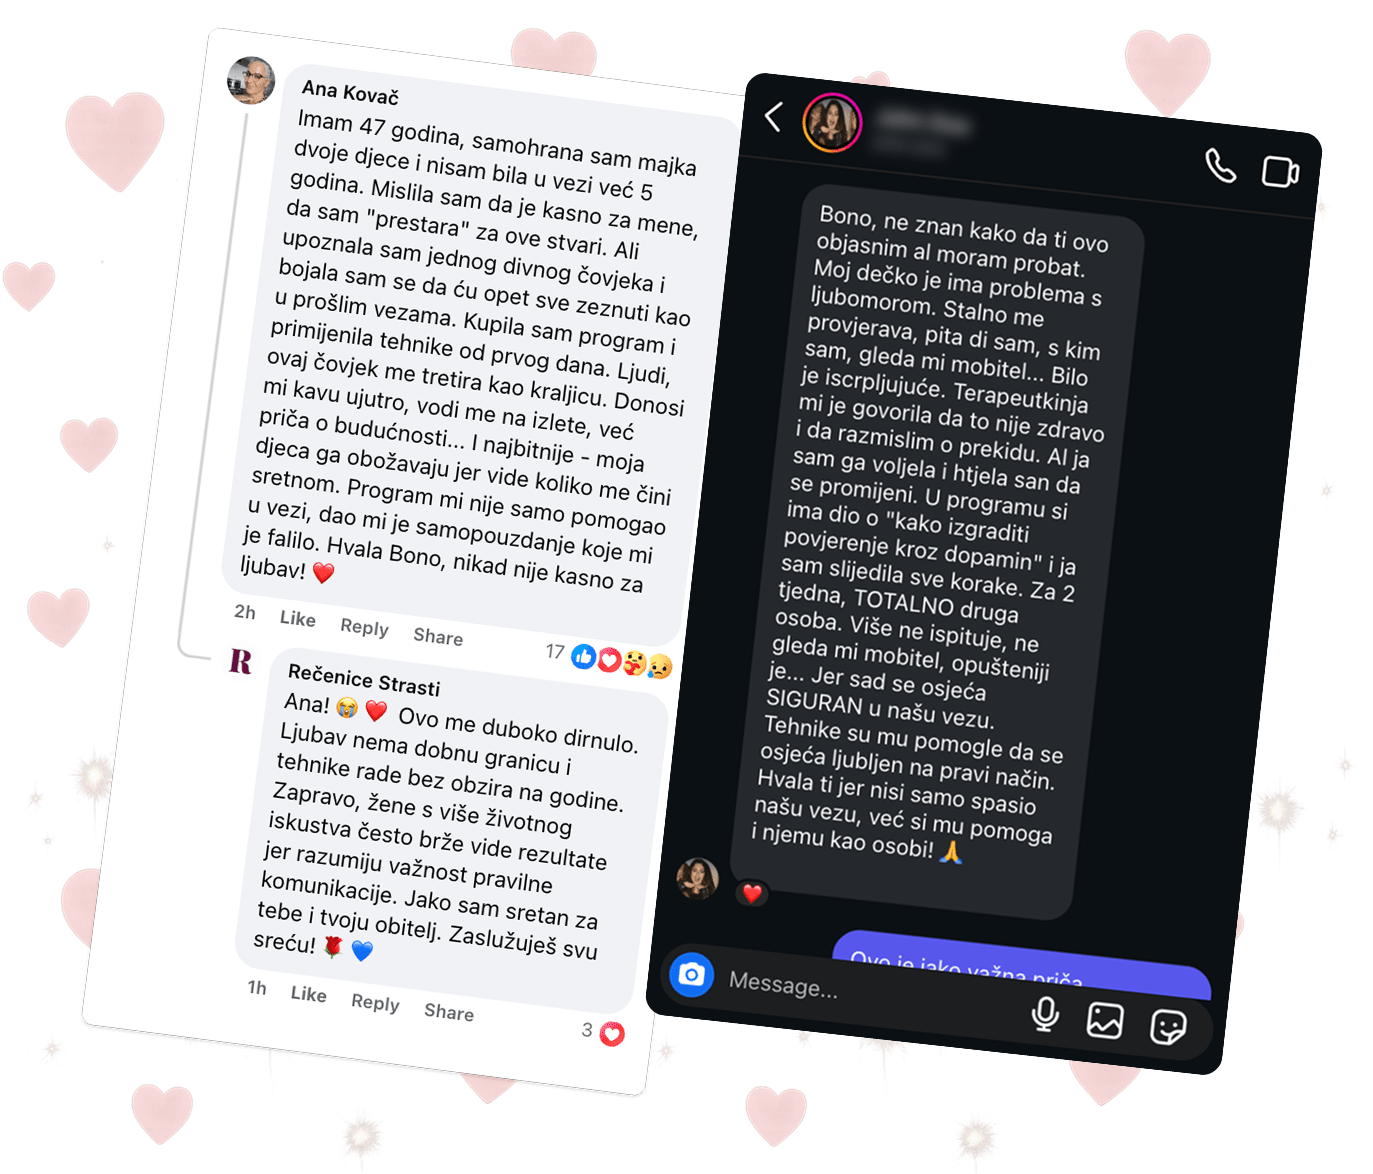 Ana Kovač
Imam 47 godina, samohrana sam majka
dvoje djece i nisam bila u vezi već 5
godina. Mislila sam da je kasno za mene,
da sam "prestara" za ove stvari. Ali
upoznala sam jednog divnog čovjeka i
bojala sam se da ću opet sve zeznuti kao
u prošlim vezama. Kupila sam program i
primijenila tehnike od prvog dana. Ljudi,
ovaj čovjek me tretira kao kraljicu. Donosi
mi kavu ujutro, vodi me na izlete, već
priča o budućnosti... I najbitnije - moja
djeca ga obožavaju jer vide koliko me čini
sretnom. Program mi nije samo pomogao
u vezi, dao mi je samopouzdanje koje mi
je falilo. Hvala Bono, nikad nije kasno za
ljubav! ❤️
2h Like Reply Share 17
R
Rečenice Strasti
Ana! 😭 ❤️ Ovo me duboko dirnulo.
Ljubav nema dobnu granicu i
tehnike rade bez obzira na godine.
Zapravo, žene s više životnog
iskustva često brže vide rezultate
jer razumiju važnost pravilne
komunikacije. Jako sam sretan za
tebe i tvoju obitelj. Zaslužuješ svu
sreću! 🌹 💙
1h Like Reply Share
3
Bono, ne znan kako da ti ovo
objasnim al moram probat.
Moj dečko je ima problema s
ljubomorom. Stalno me
provjerava, pita di sam, s kim
sam, gleda mi mobitel... Bilo
je iscrpljujuće. Terapeutkinja
mi je govorila da to nije zdravo
i da razmislim o prekidu. Al ja
sam ga voljela i htjela san da
se promijeni. U programu si
ima dio o "kako izgraditi
povjerenje kroz dopamin" i ja
sam slijedila sve korake. Za 2
tjedna, TOTALNO druga
osoba. Više ne ispituje, ne
gleda mi mobitel, opušteniji
je... Jer sad se osjeća
SIGURAN u našu vezu.
Tehnike su mu pomogle da se
osjeća ljubljen na pravi način.
Hvala ti jer nisi samo spasio
našu vezu, već si mu pomoga
i njemu kao osobi! 🙏
Ovo je jako važna priča
Message...